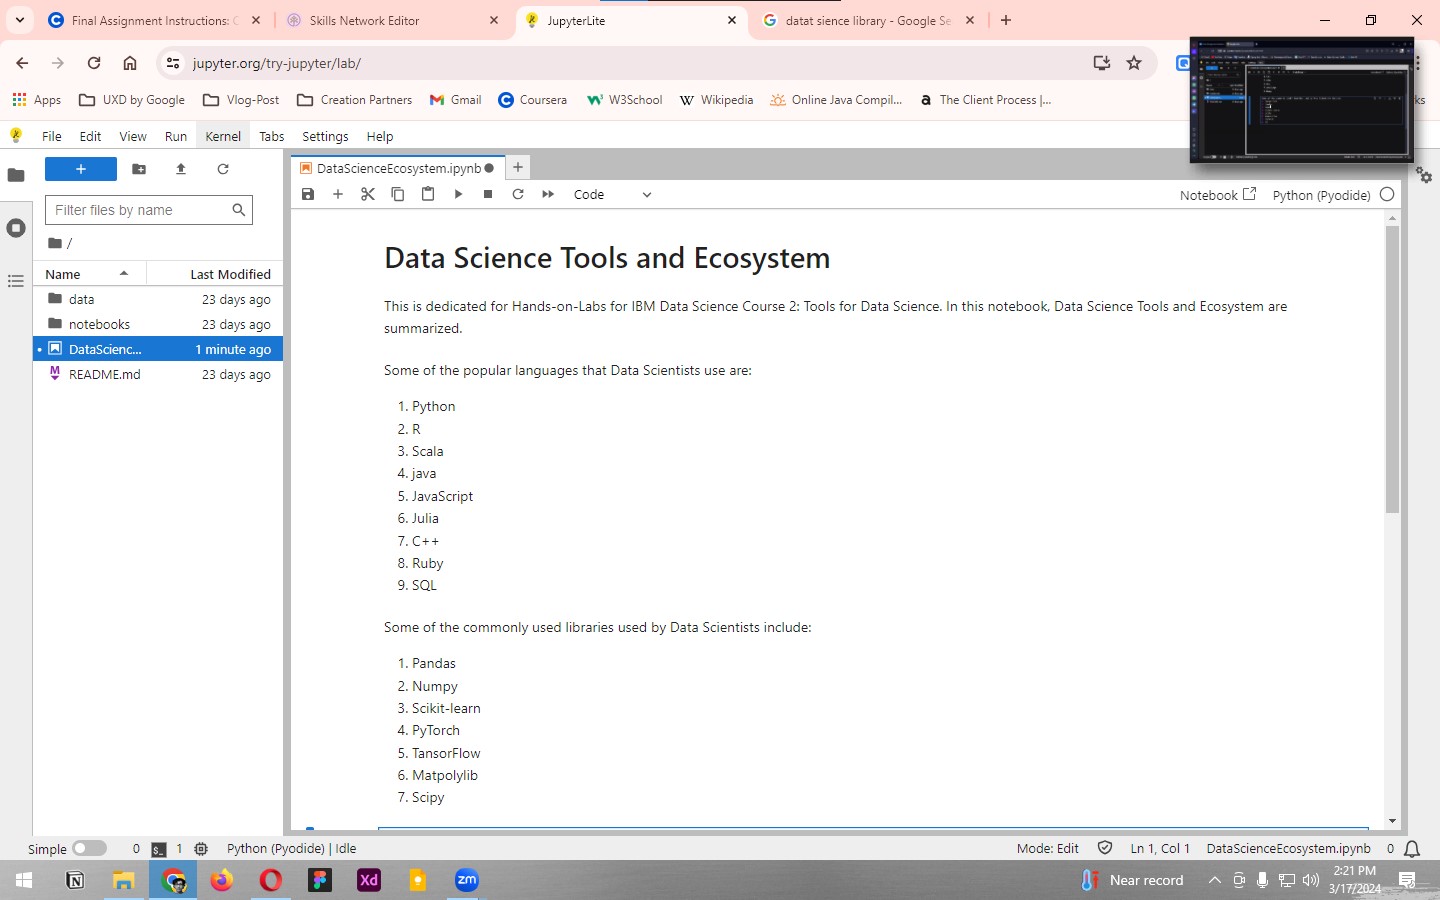 Final Assignment Instructions: C
Skills Network Editor
JupyterLite
datat sience library - Google Se
jupyter.org/try-jupyter/lab/
Apps
UXD by Google
Vlog-Post
Creation Partners
Gmail
Coursera
W3School
Wikipedia
Online Java Compil...
The Client Process |...
File Edit View Run Kernel Tabs Settings Help
DataScienceEcosystem.ipynb
Filter files by name
Code
Notebook
Python (Pyodide)
/
Name Last Modified
data 23 days ago
notebooks 23 days ago
DataScienc... 1 minute ago
README.md 23 days ago
Data Science Tools and Ecosystem
This is dedicated for Hands-on-Labs for IBM Data Science Course 2: Tools for Data Science. In this notebook, Data Science Tools and Ecosystem are
summarized.
Some of the popular languages that Data Scientists use are:
1. Python
2. R
3. Scala
4. java
5. JavaScript
6. Julia
7. C++
8. Ruby
9. SQL
Some of the commonly used libraries used by Data Scientists include:
1. Pandas
2. Numpy
3. Scikit-learn
4. PyTorch
5. TansorFlow
6. Matpolylib
7. Scipy
Simple 0 1 Python (Pyodide) | Idle
Mode: Edit Ln 1, Col 1 DataScienceEcosystem.ipynb 0
Xd
zm
Near record
2:21 PM
3/17/2024